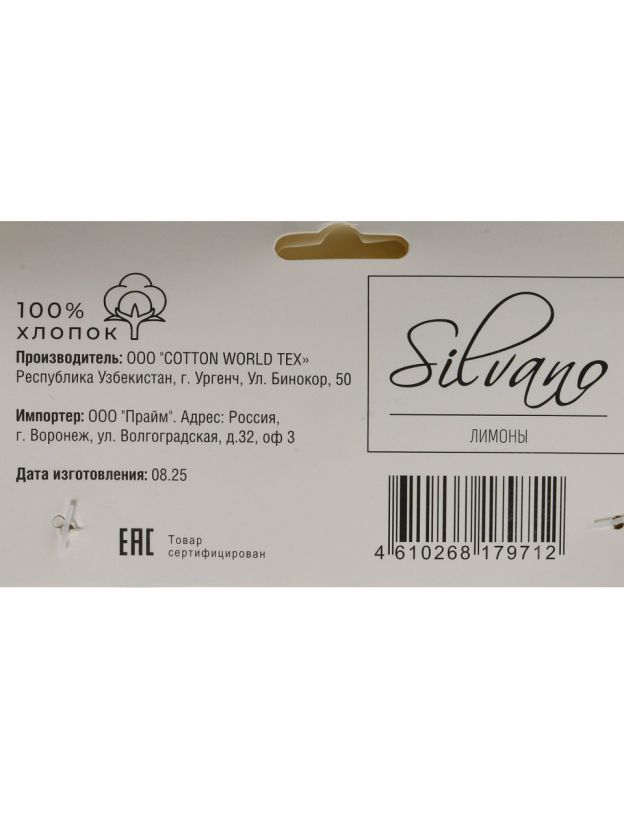 100%
ХЛОПОК
Производитель: ООО "COTTON WORLD TEX»
Республика Узбекистан, г. Ургенч, Ул. Бинокор, 50
Импортер: ООО "Прайм". Адрес: Россия,
г. Воронеж, ул. Волгоградская, д.32, оф 3
Дата изготовления: 08.25
EAC
Товар
сертифицирован
Silvano
ЛИМОНЫ
4 610268 179712